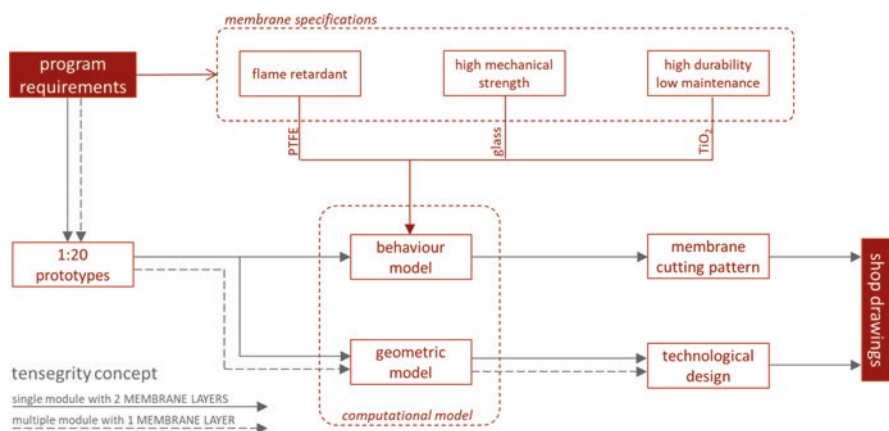 membrane specifications
program
requirements
flame retardant
high mechanical
strength
high durability
low maintenance
PTFE
glass
TiO₂
1:20
prototypes
behaviour
model
membrane
cutting pattern
shop drawings
geometric
model
technological
design
computational model
tensegrity concept
single module with 2 MEMBRANE LAYERS
multiple module with 1 MEMBRANE LAYER